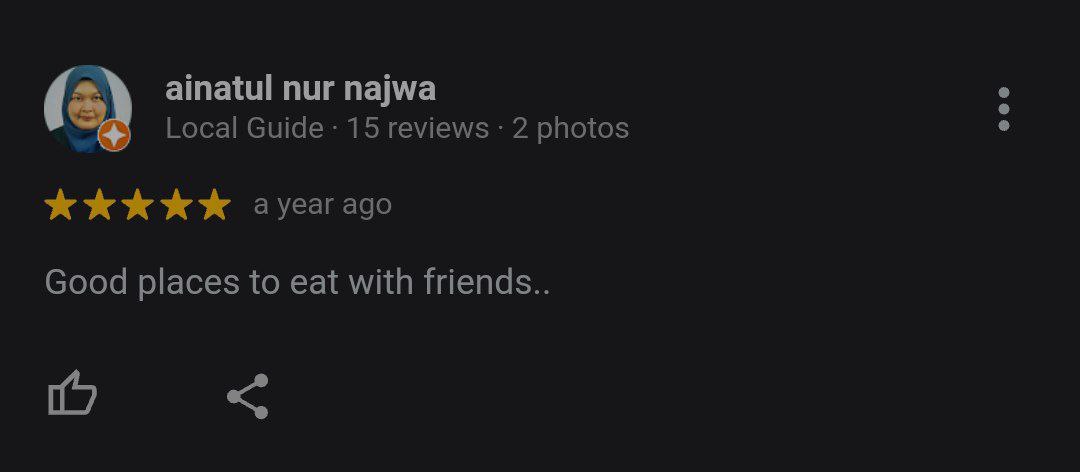 ainatul nur najwa
Local Guide · 15 reviews · 2 photos
a year ago
Good places to eat with friends..